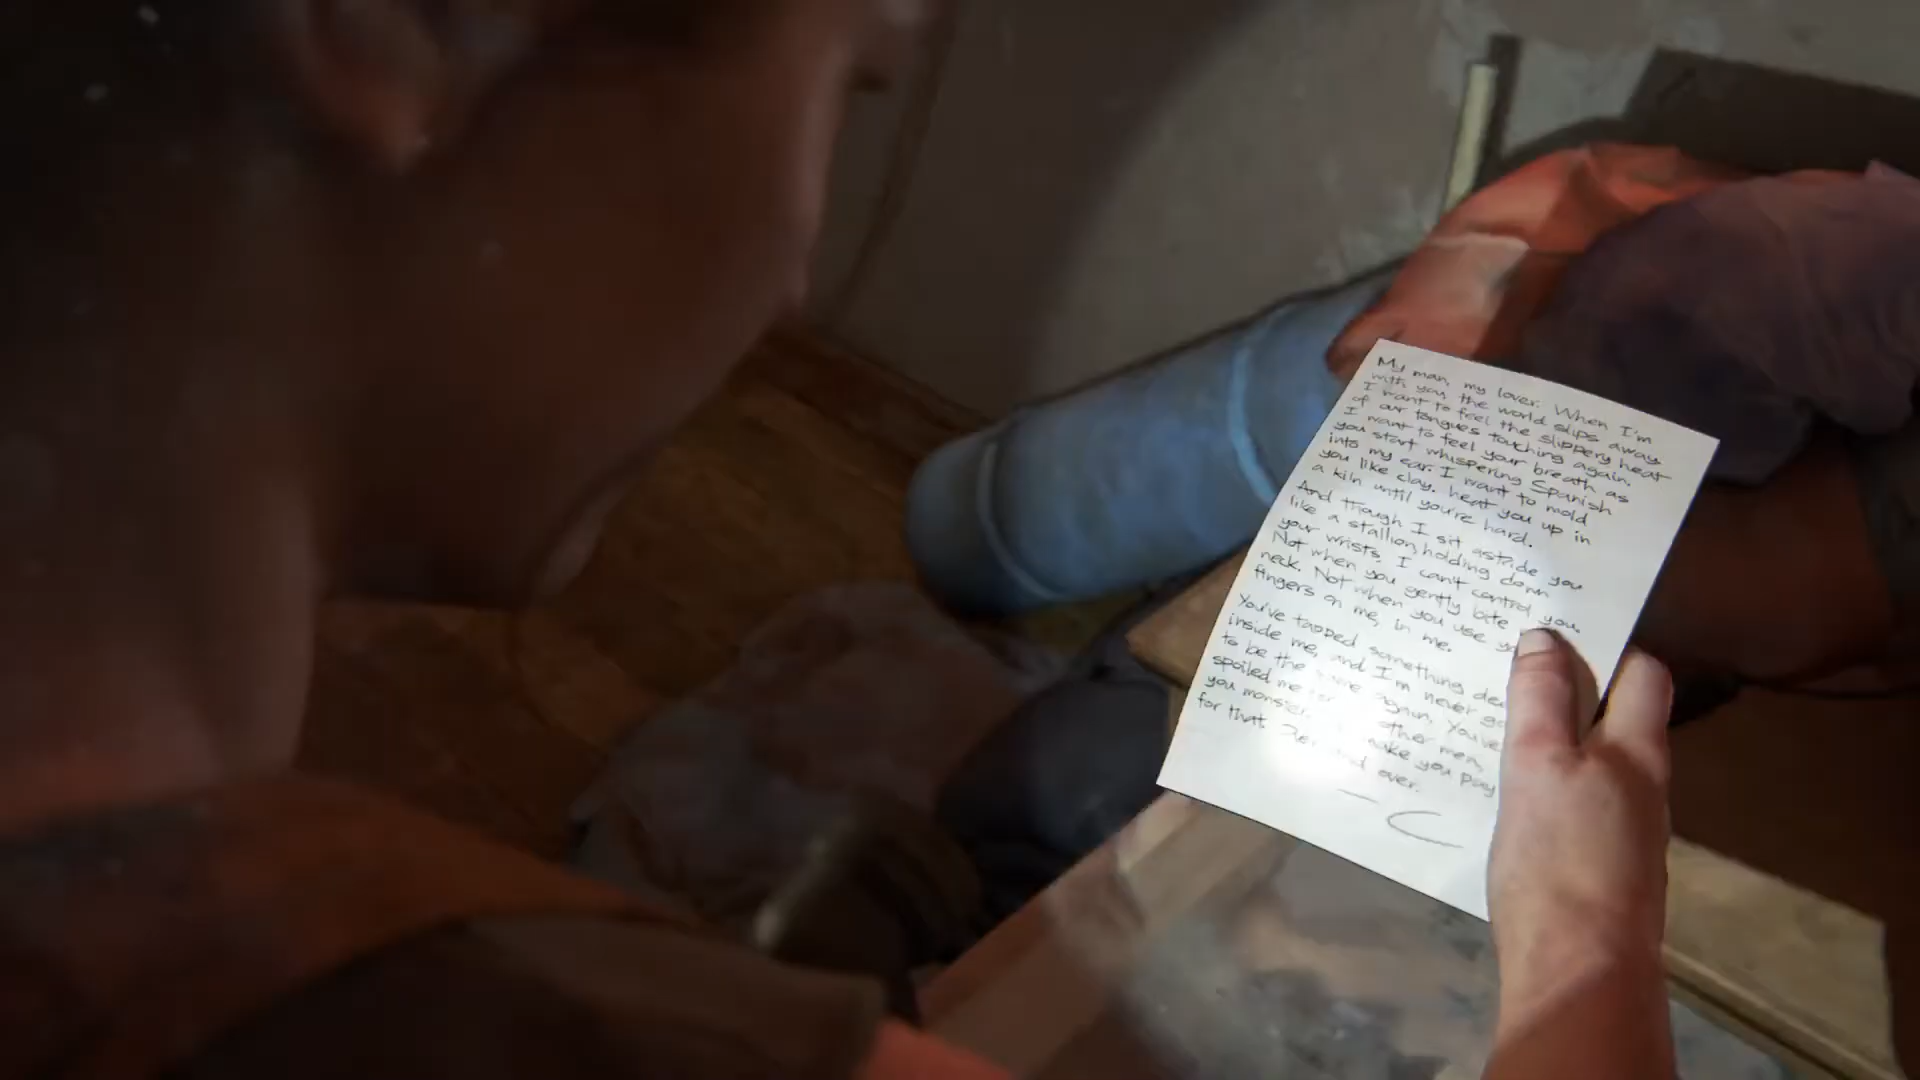 My man, my lover. When I'm
with you, the world slips away.
I want to feel the slippery heat
of our tongues touching again.
I want to feel your breath as
you start whispering Spanish
into my ear. I want to mold
you like clay. heat you up in
a kiln until you're hard.
And though I sit astride you
like a stallion, holding down
your wrists, I can't control you.
Not when you gently bite
neck. Not when you use
fingers on me, in me.
You've tapped something
inside me, and I'm never
to be the same again. You've
spoiled me for other men,
you make you pay
for that. Over and over.
— C